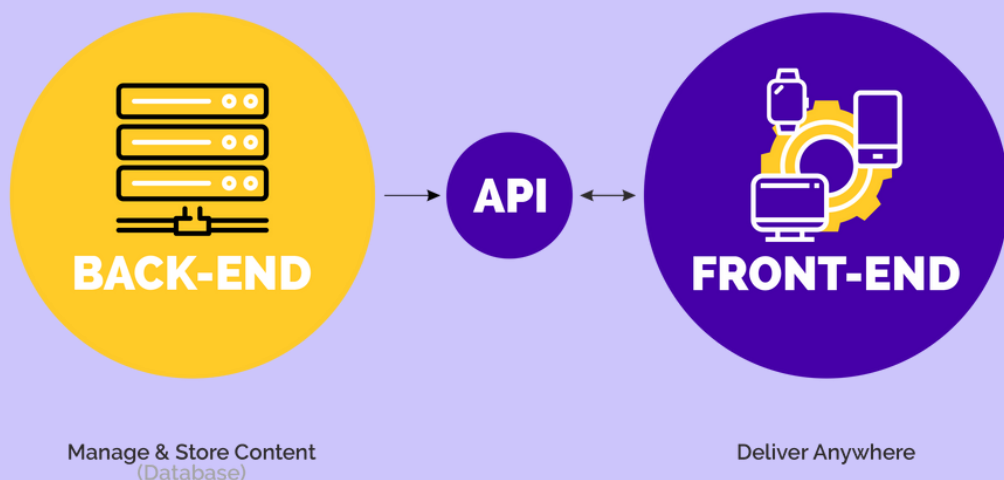 BACK-END
API
FRONT-END
Manage & Store Content
(Database)
Deliver Anywhere